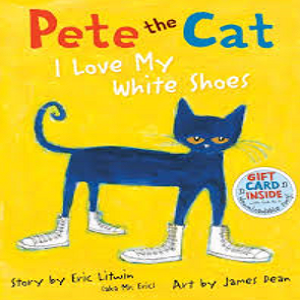 Pete the Cat
I Love My
White Shoes
GIFT
CARD
INSIDE
Story by Eric Litwin
(aka Mr. Eric)
Art by James Dean